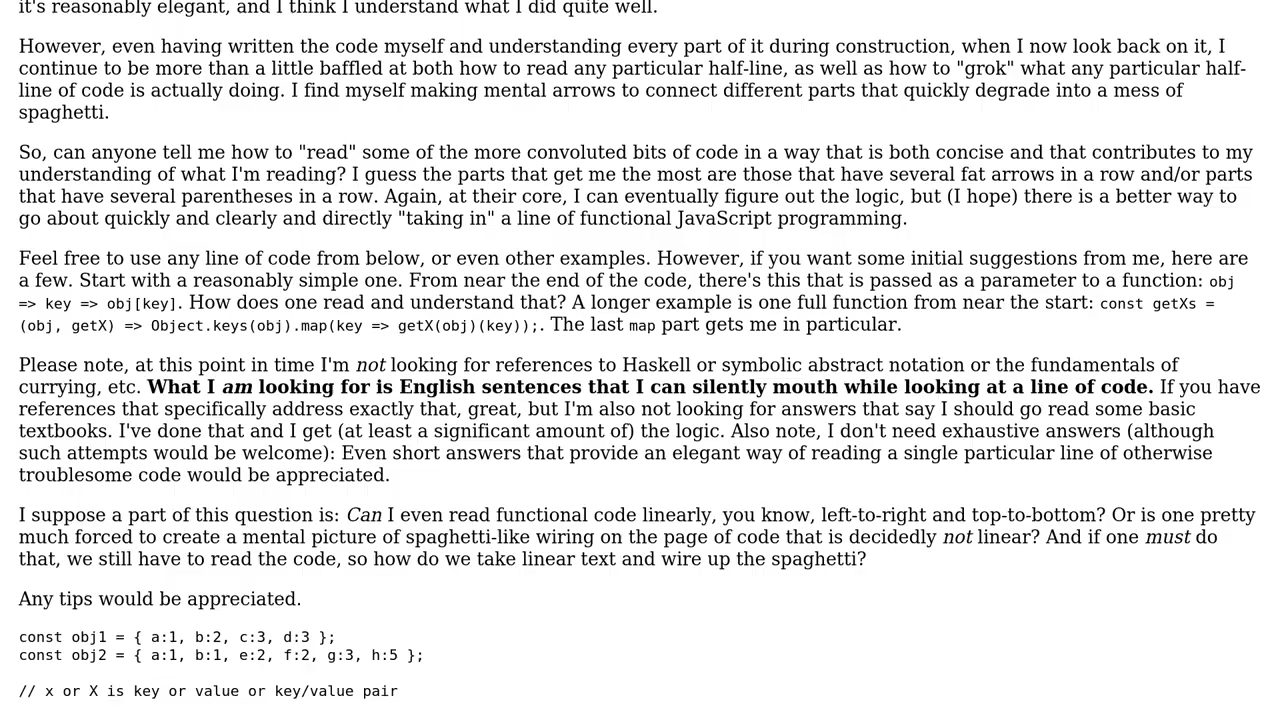 it's reasonably elegant, and I think I understand what I did quite well.
However, even having written the code myself and understanding every part of it during construction, when I now look back on it, I
continue to be more than a little baffled at both how to read any particular half-line, as well as how to "grok" what any particular half-
line of code is actually doing. I find myself making mental arrows to connect different parts that quickly degrade into a mess of
spaghetti.
So, can anyone tell me how to "read" some of the more convoluted bits of code in a way that is both concise and that contributes to my
understanding of what I'm reading? I guess the parts that get me the most are those that have several fat arrows in a row and/or parts
that have several parentheses in a row. Again, at their core, I can eventually figure out the logic, but (I hope) there is a better way to
go about quickly and clearly and directly "taking in" a line of functional JavaScript programming.
Feel free to use any line of code from below, or even other examples. However, if you want some initial suggestions from me, here are
a few. Start with a reasonably simple one. From near the end of the code, there's this that is passed as a parameter to a function: obj
=> key => obj[key]. How does one read and understand that? A longer example is one full function from near the start: const getXs =
(obj, getX) => Object.keys(obj).map(key => getX(obj)(key));. The last map part gets me in particular.
Please note, at this point in time I'm not looking for references to Haskell or symbolic abstract notation or the fundamentals of
currying, etc. What I am looking for is English sentences that I can silently mouth while looking at a line of code. If you have
references that specifically address exactly that, great, but I'm also not looking for answers that say I should go read some basic
textbooks. I've done that and I get (at least a significant amount of) the logic. Also note, I don't need exhaustive answers (although
such attempts would be welcome): Even short answers that provide an elegant way of reading a single particular line of otherwise
troublesome code would be appreciated.
I suppose a part of this question is: Can I even read functional code linearly, you know, left-to-right and top-to-bottom? Or is one pretty
much forced to create a mental picture of spaghetti-like wiring on the page of code that is decidedly not linear? And if one must do
that, we still have to read the code, so how do we take linear text and wire up the spaghetti?
Any tips would be appreciated.
const obj1 = { a:1, b:2, c:3, d:3 };
const obj2 = { a:1, b:1, e:2, f:2, g:3, h:5 };
// x or X is key or value or key/value pair